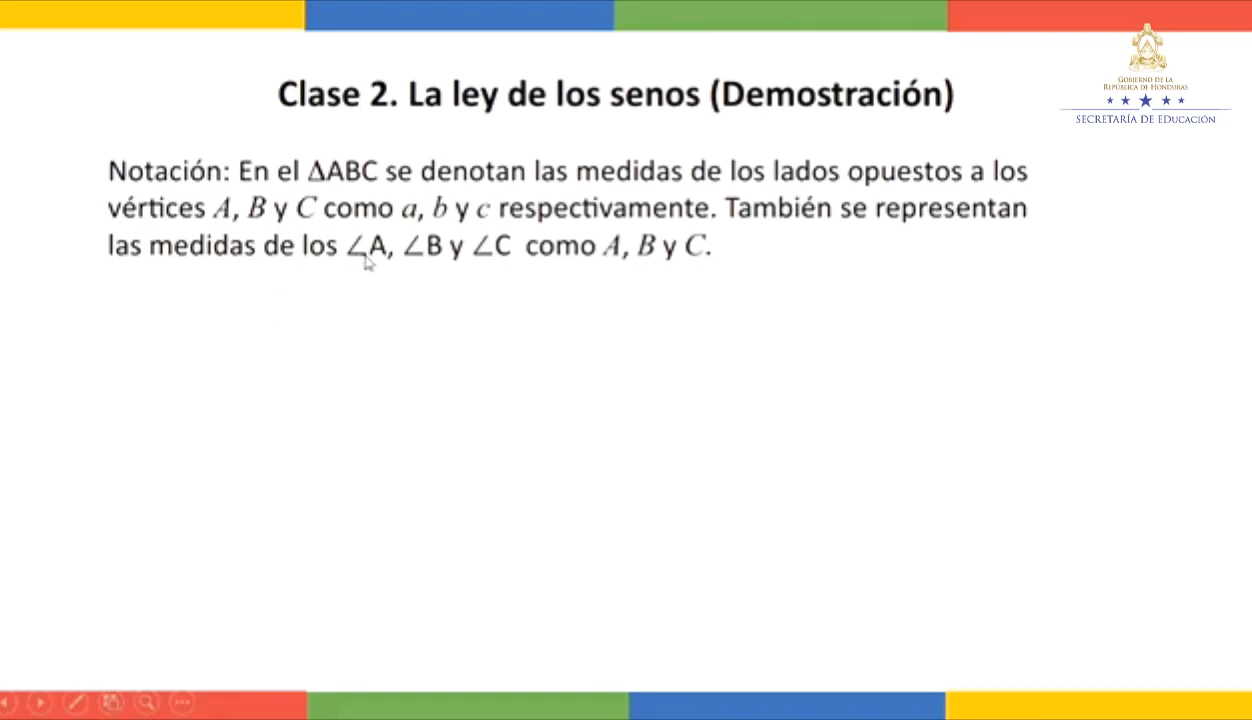 GOBIERNO DE LA
REPÚBLICA DE HONDURAS
SECRETARÍA DE EDUCACIÓN
Clase 2. La ley de los senos (Demostración)
Notación: En el ΔABC se denotan las medidas de los lados opuestos a los
vértices A, B y C como a, b y c respectivamente. También se representan
las medidas de los ∠A, ∠B y ∠C como A, B y C.